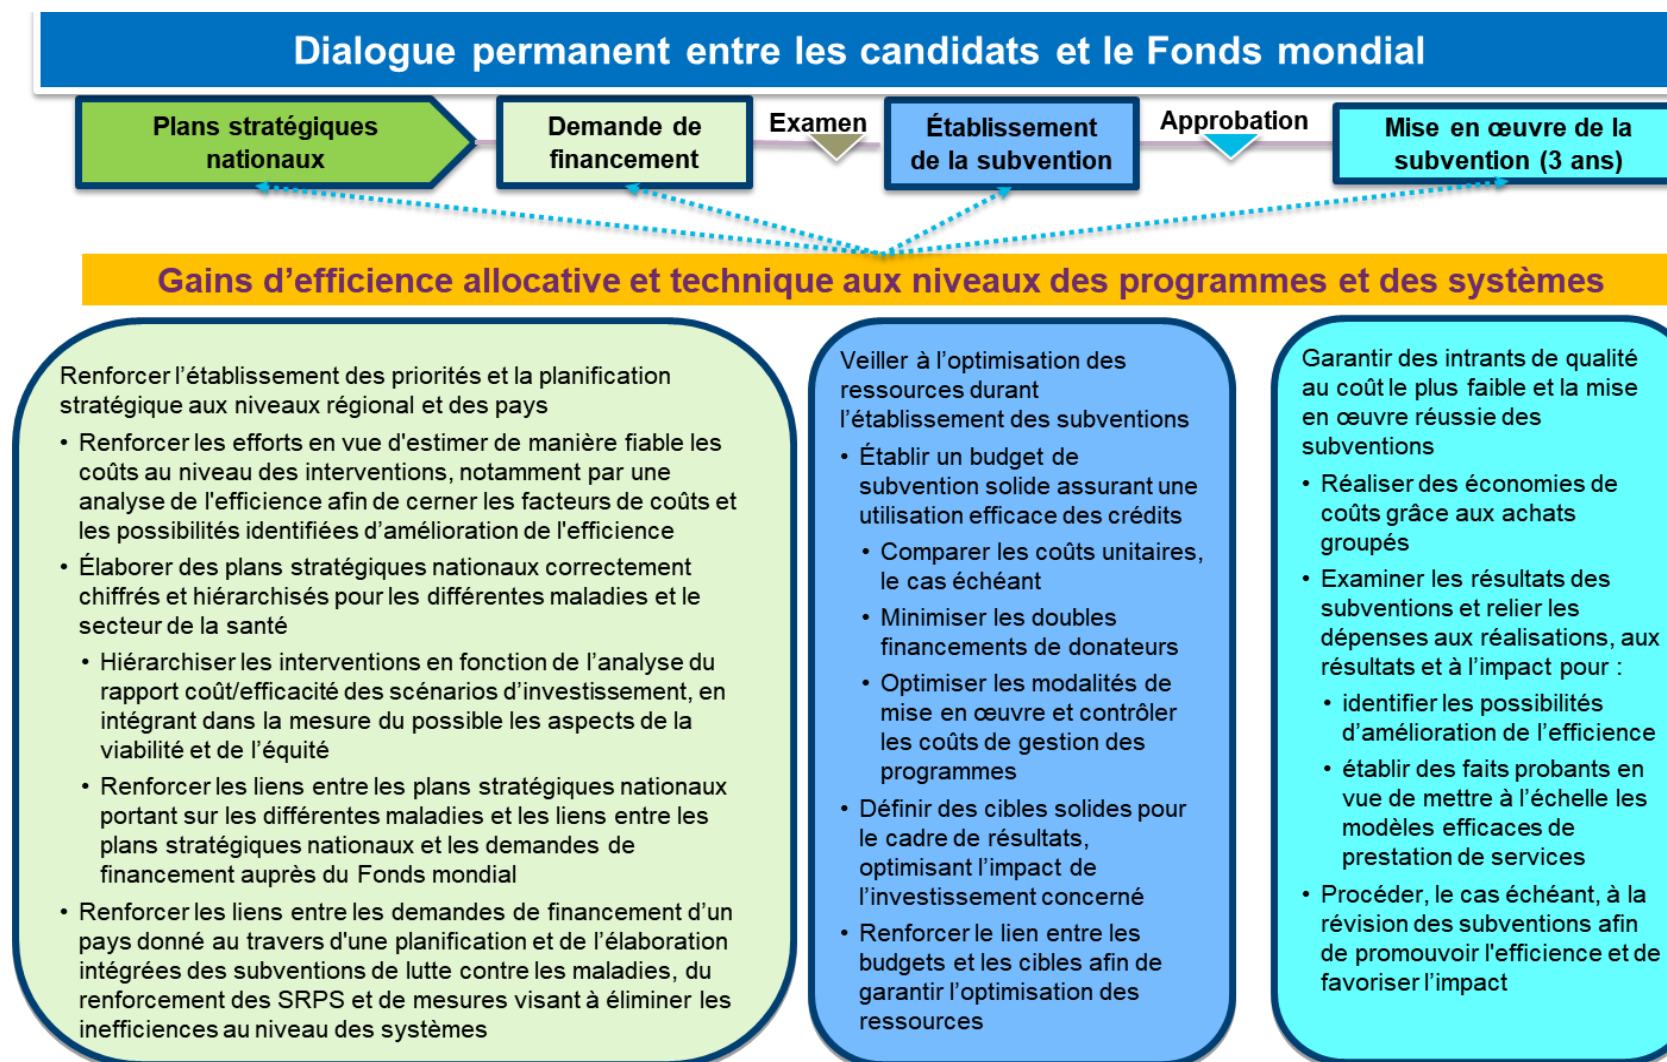 Dialogue permanent entre les candidats et le Fonds mondial
Plans stratégiques
nationaux
Demande de
financement
Examen
Établissement
de la subvention
Approbation
Mise en œuvre de la
subvention (3 ans)
Gains d’efficience allocative et technique aux niveaux des programmes et des systèmes
Renforcer l’établissement des priorités et la planification
stratégique aux niveaux régional et des pays
• Renforcer les efforts en vue d'estimer de manière fiable les
coûts au niveau des interventions, notamment par une
analyse de l'efficience afin de cerner les facteurs de coûts et
les possibilités identifiées d’amélioration de l'efficience
• Élaborer des plans stratégiques nationaux correctement
chiffrés et hiérarchisés pour les différentes maladies et le
secteur de la santé
• Hiérarchiser les interventions en fonction de l’analyse du
rapport coût/efficacité des scénarios d’investissement, en
intégrant dans la mesure du possible les aspects de la
viabilité et de l’équité
• Renforcer les liens entre les plans stratégiques nationaux
portant sur les différentes maladies et les liens entre les
plans stratégiques nationaux et les demandes de
financement auprès du Fonds mondial
• Renforcer les liens entre les demandes de financement d’un
pays donné au travers d'une planification et de l’élaboration
intégrées des subventions de lutte contre les maladies, du
renforcement des SRPS et de mesures visant à éliminer les
inefficiences au niveau des systèmes
Veiller à l’optimisation des
ressources durant
l’établissement des subventions
• Établir un budget de
subvention solide assurant une
utilisation efficace des crédits
• Comparer les coûts unitaires,
le cas échéant
• Minimiser les doubles
financements de donateurs
• Optimiser les modalités de
mise en œuvre et contrôler
les coûts de gestion des
programmes
• Définir des cibles solides pour
le cadre de résultats,
optimisant l’impact de
l’investissement concerné
• Renforcer le lien entre les
budgets et les cibles afin de
garantir l’optimisation des
ressources
Garantir des intrants de qualité
au coût le plus faible et la mise
en œuvre réussie des
subventions
• Réaliser des économies de
coûts grâce aux achats
groupés
• Examiner les résultats des
subventions et relier les
dépenses aux réalisations, aux
résultats et à l’impact pour :
• identifier les possibilités
d’amélioration de l’efficience
• établir des faits probants en
vue de mettre à l’échelle les
modèles efficaces de
prestation de services
• Procéder, le cas échéant, à la
révision des subventions afin
de promouvoir l'efficience et de
favoriser l’impact